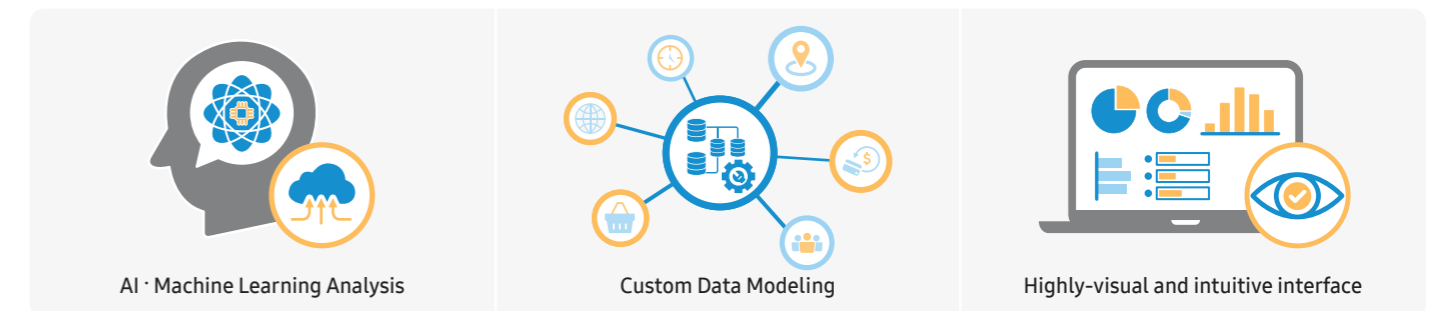 AI · Machine Learning Analysis
Custom Data Modeling
Highly-visual and intuitive interface
$